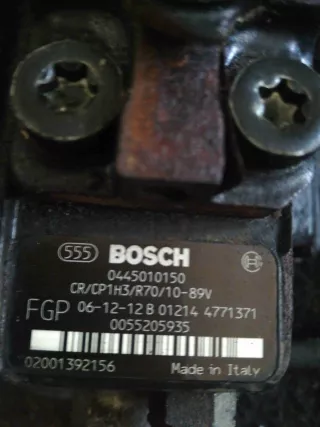 555 BOSCH
0445010150
CR/CP1H3/R70/10-89V
FGP 06-12-12 B 01214 4771371
0055205935
02001392156 Made in Italy